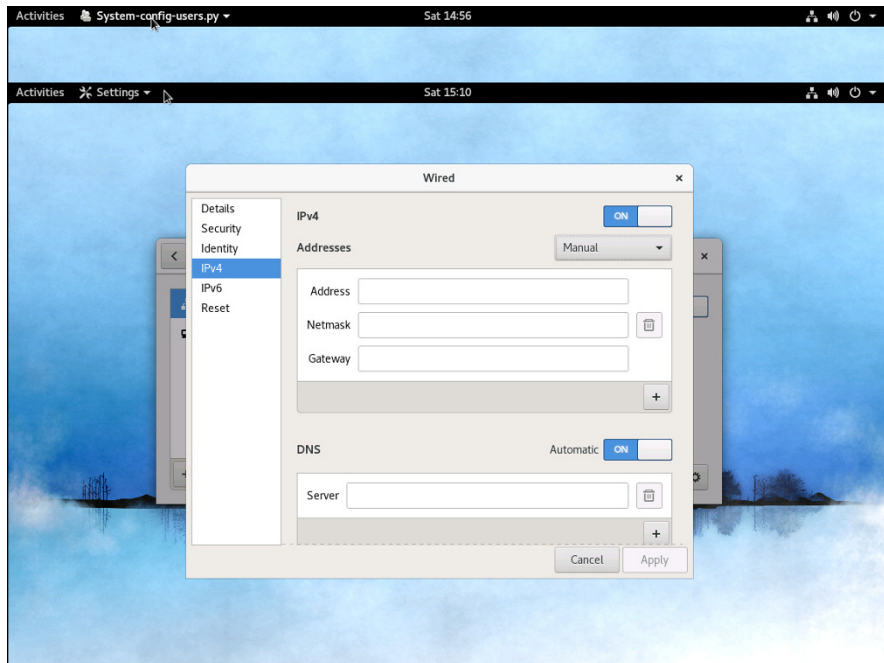 Activities System-config-users.py Sat 14:56
Activities Settings Sat 15:10
Wired
Details
Security
Identity
IPv4
IPv6
Reset
IPv4 ON
Addresses Manual
Address
Netmask
Gateway
+
DNS Automatic ON
Server
+
Cancel Apply